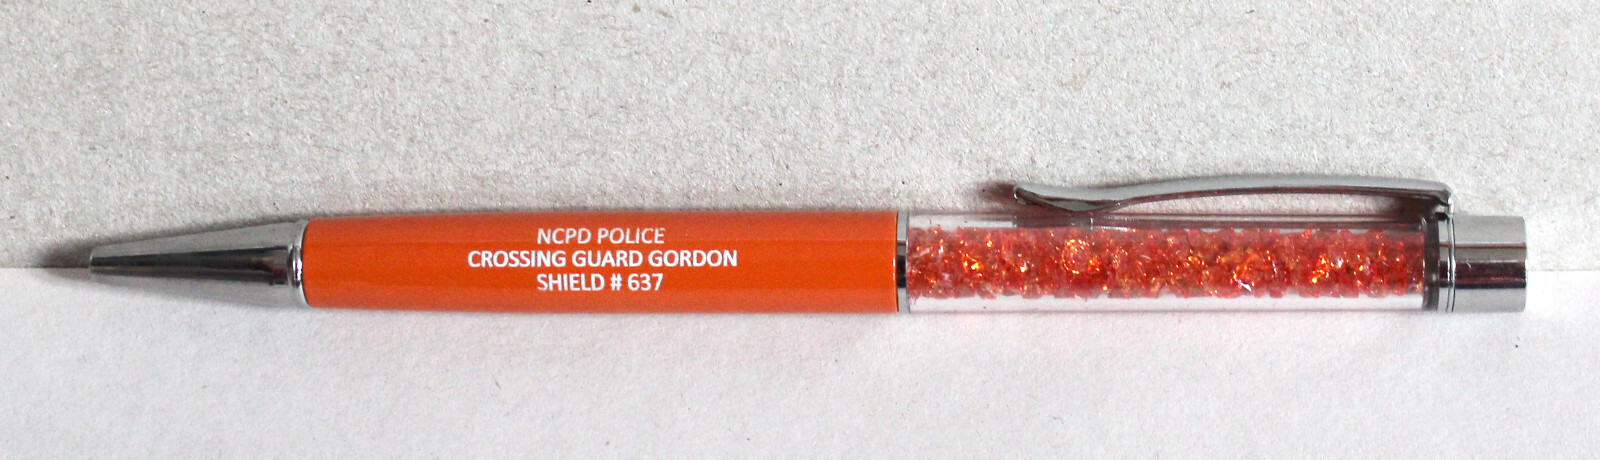 NCPD POLICE
CROSSING GUARD GORDON
SHIELD # 637